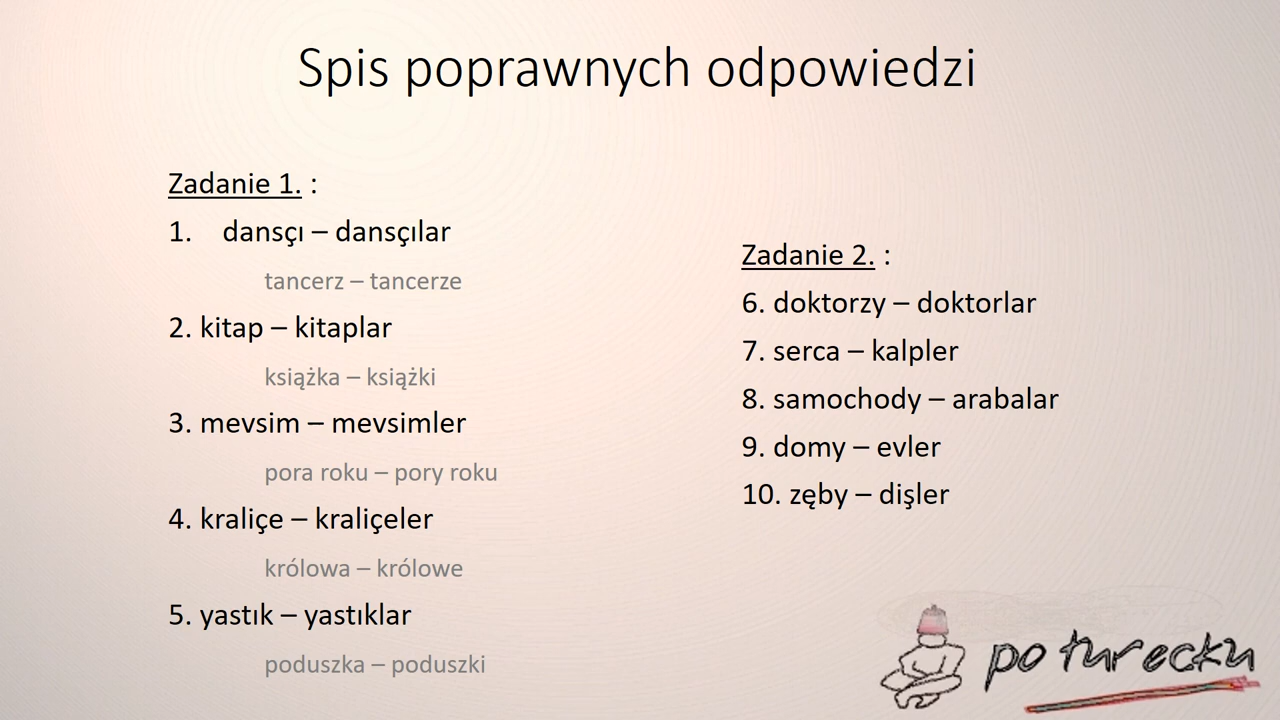 Spis poprawnych odpowiedzi
Zadanie 1. :
1. dansçı – dansçılar
tancerz – tancerze
2. kitap – kitaplar
książka – książki
3. mevsim – mevsimler
pora roku – pory roku
4. kraliçe – kraliçeler
królowa – królowe
5. yastık – yastıklar
poduszka – poduszki
Zadanie 2. :
6. doktorzy – doktorlar
7. serca – kalpler
8. samochody – arabalar
9. domy – evler
10. zęby – dişler
po turecku